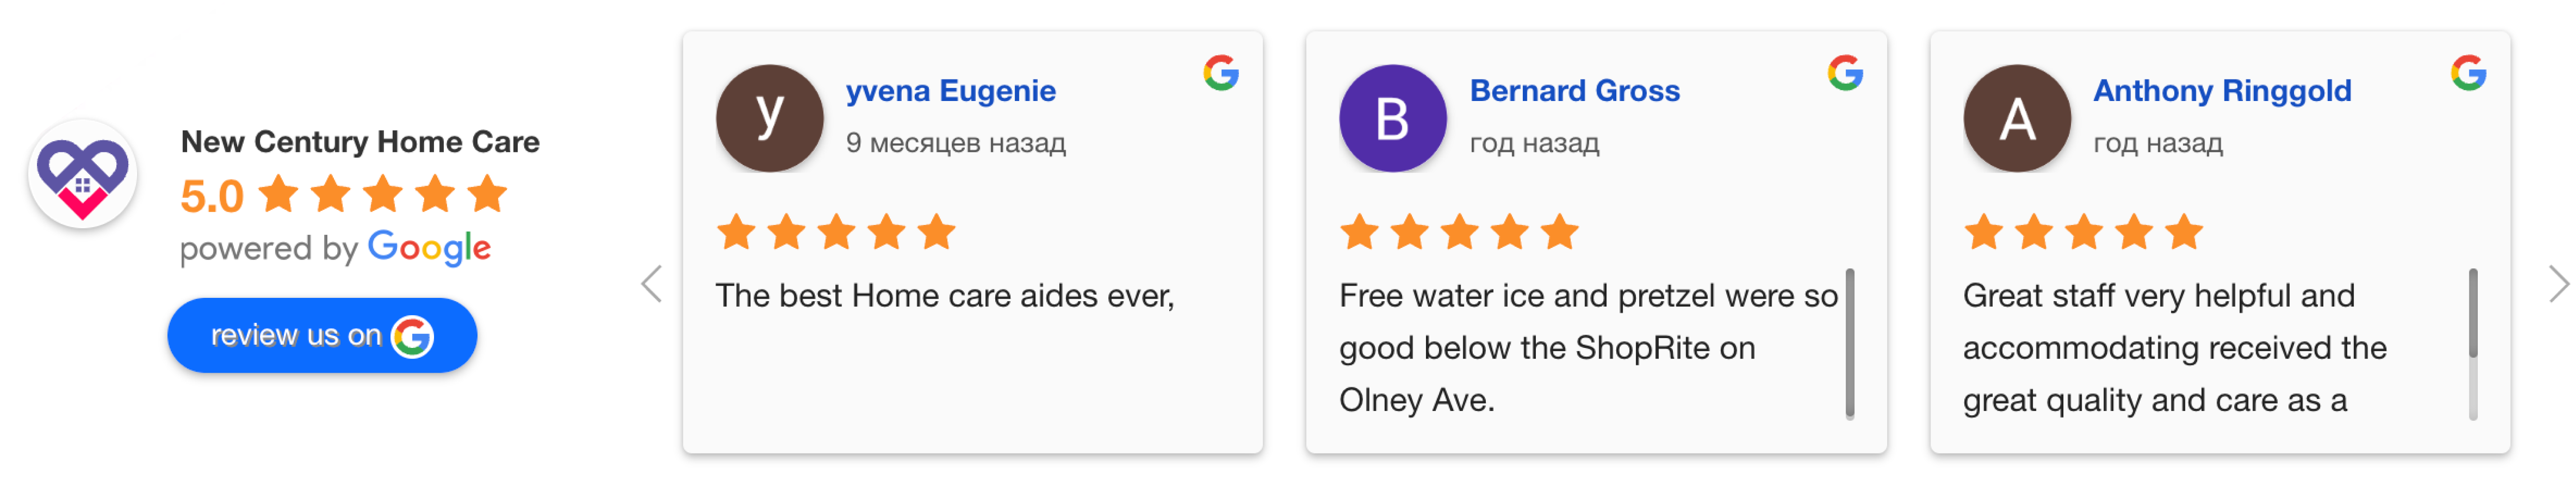 New Century Home Care
5.0
powered by Google
review us on
y
yvena Eugenie
9 месяцев назад
The best Home care aides ever,
B
Bernard Gross
год назад
Free water ice and pretzel were so
good below the ShopRite on
Olney Ave.
A
Anthony Ringgold
год назад
Great staff very helpful and
accommodating received the
great quality and care as a